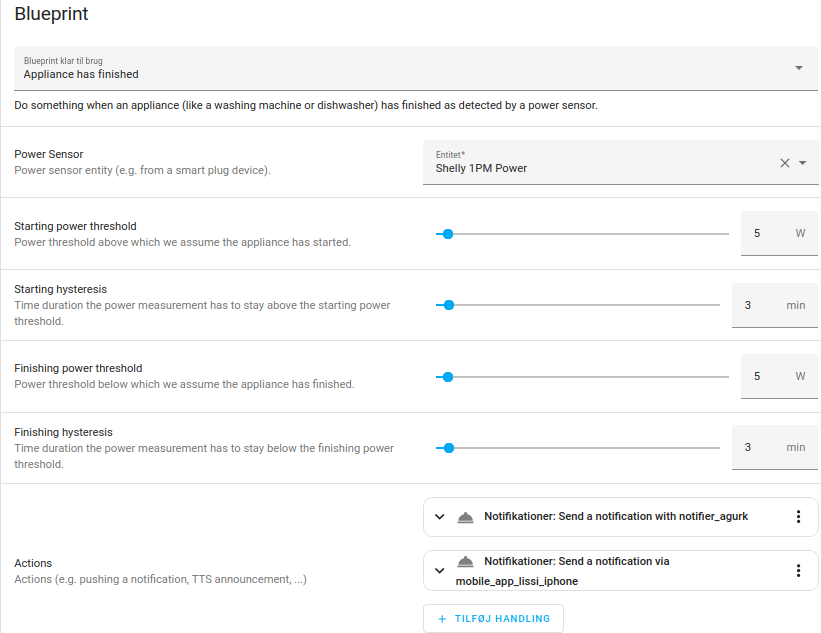 Blueprint
Blueprint klar til brug
Appliance has finished
Do something when an appliance (like a washing machine or dishwasher) has finished as detected by a power sensor.
Power Sensor
Power sensor entity (e.g. from a smart plug device).
Entitet*
Shelly 1PM Power
Starting power threshold
Power threshold above which we assume the appliance has started.
5 W
Starting hysteresis
Time duration the power measurement has to stay above the starting power
threshold.
3 min
Finishing power threshold
Power threshold below which we assume the appliance has finished.
5 W
Finishing hysteresis
Time duration the power measurement has to stay below the finishing power
threshold.
3 min
Actions
Actions (e.g. pushing a notification, TTS announcement, ...)
Notifikationer: Send a notification with notifier_agurk
Notifikationer: Send a notification via
mobile_app_lissi_iphone
+ TILFØJ HANDLING